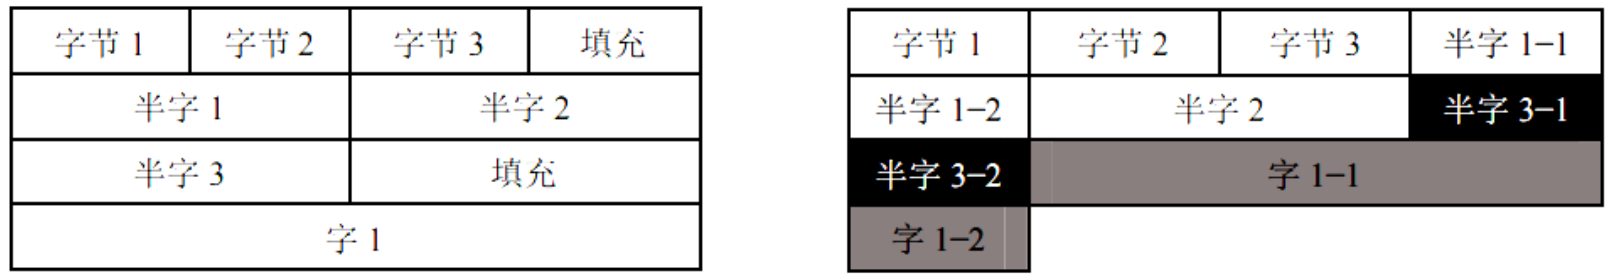 字节 1 字节 2 字节 3 填充
半字 1 半字 2
半字 3 填充
字 1
字节 1 字节 2 字节 3 半字 1−1
半字 1−2 半字 2 半字 3−1
半字 3−2 字 1−1
字 1−2